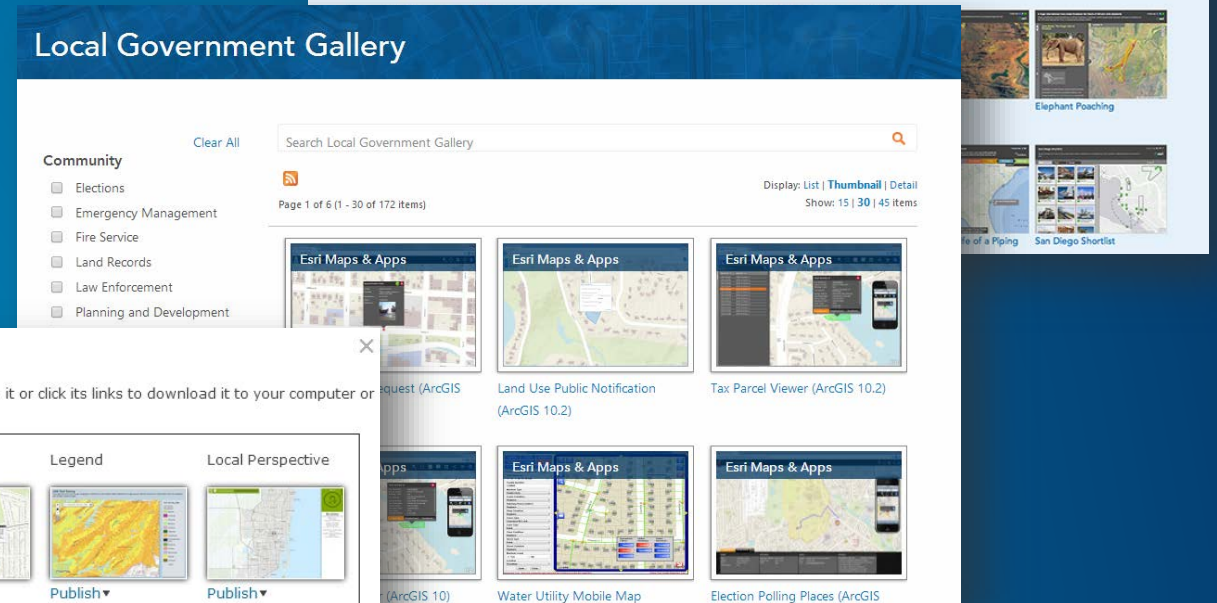 Local Government Gallery
Clear All
Search Local Government Gallery
Community
Elections
Emergency Management
Fire Service
Land Records
Law Enforcement
Planning and Development
Display: List | Thumbnail | Detail
Page 1 of 6 (1 - 30 of 172 items)
Show: 15 | 30 | 45 items
Esri Maps & Apps
Esri Maps & Apps
Esri Maps & Apps
equest (ArcGIS
Land Use Public Notification
(ArcGIS 10.2)
Tax Parcel Viewer (ArcGIS 10.2)
Apps
Esri Maps & Apps
Esri Maps & Apps
(ArcGIS 10)
Water Utility Mobile Map
Election Polling Places (ArcGIS
it or click its links to download it to your computer or
Legend
Local Perspective
Publish
Publish
Elephant Poaching
fe of a Piping
San Diego Shortlist